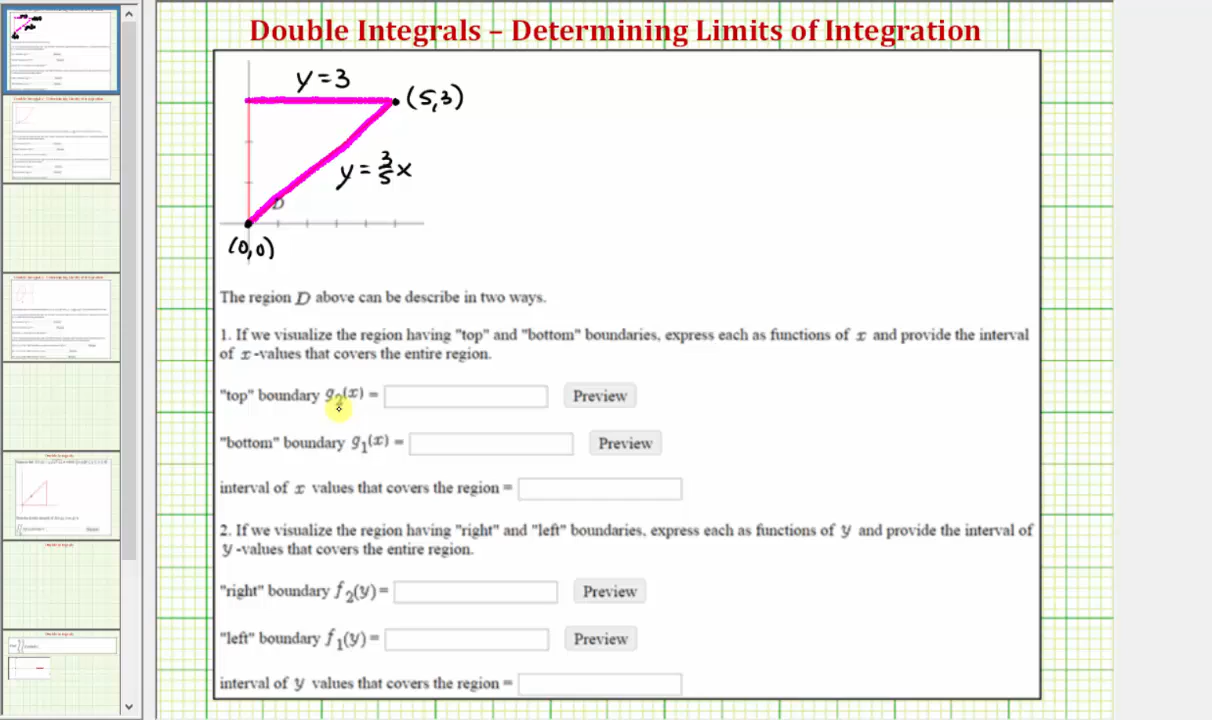 Double Integrals – Determining Limits of Integration
y = 3
(5,3)
y = 3/5 x
D
(0,0)
The region D above can be describe in two ways.
1. If we visualize the region having "top" and "bottom" boundaries, express each as functions of x and provide the interval
of x -values that covers the entire region.
"top" boundary g2(x) =
Preview
"bottom" boundary g1(x) =
Preview
interval of x values that covers the region =
2. If we visualize the region having "right" and "left" boundaries, express each as functions of y and provide the interval of
y -values that covers the entire region.
"right" boundary f2(y) =
Preview
"left" boundary f1(y) =
Preview
interval of y values that covers the region =